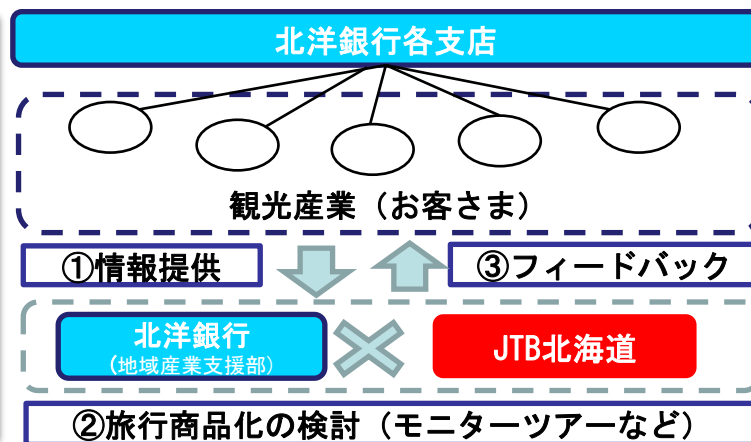 北洋銀行各支店
観光産業（お客さま）
①情報提供
③フィードバック
北洋銀行
(地域産業支援部)
JTB北海道
②旅行商品化の検討（モニターツアーなど）